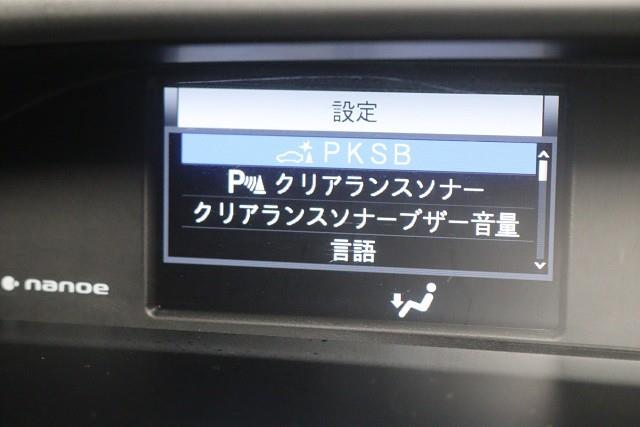 設定
PKSB
P クリアランスソナー
クリアランスソナーブザー音量
言語
nanoe